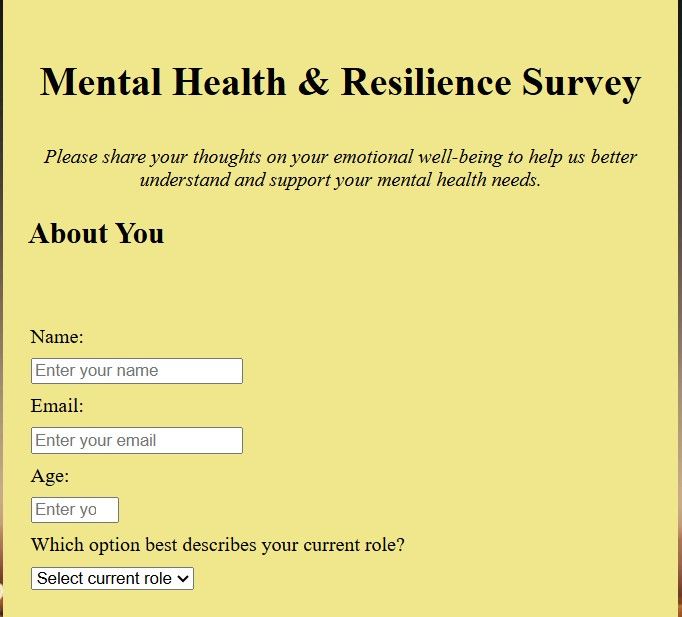 Mental Health & Resilience Survey
Please share your thoughts on your emotional well-being to help us better
understand and support your mental health needs.
About You
Name:
Enter your name
Email:
Enter your email
Age:
Enter yo
Which option best describes your current role?
Select current role